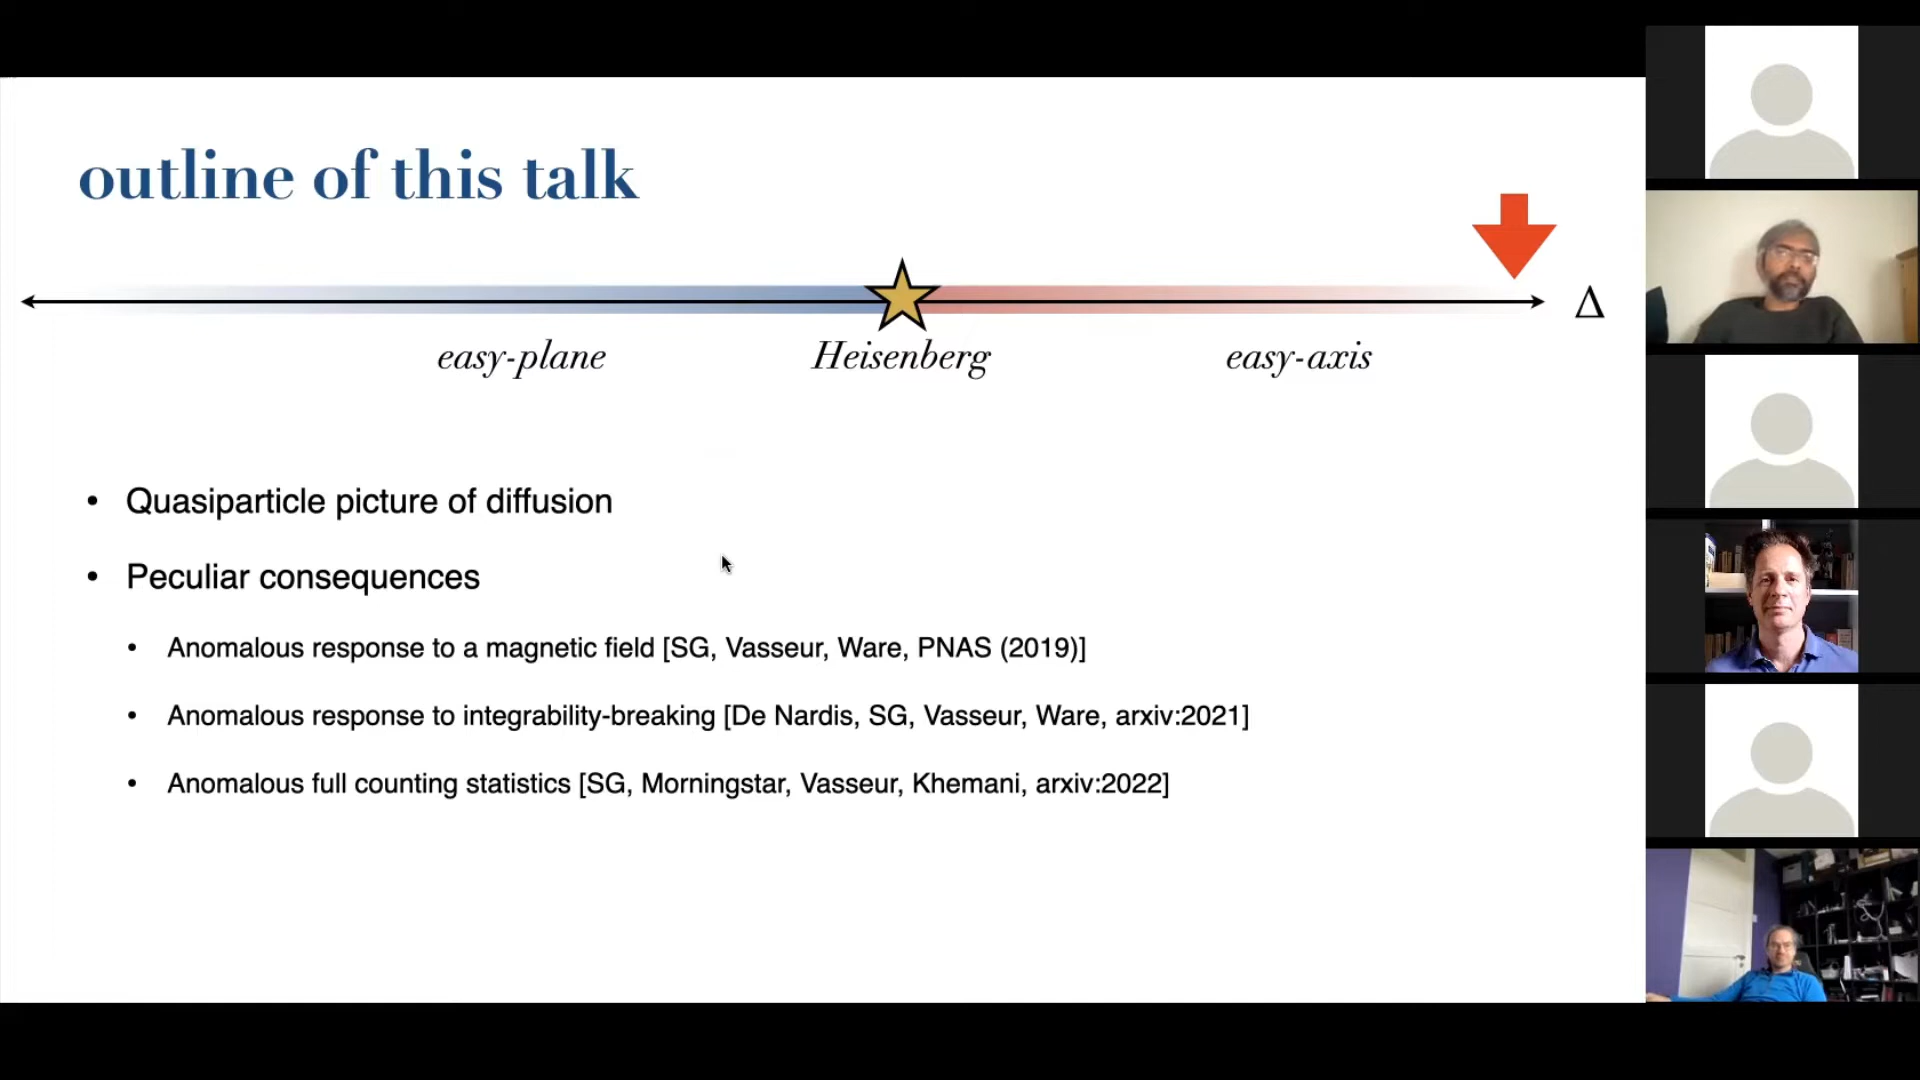 outline of this talk
Δ
easy-plane
Heisenberg
easy-axis
• Quasiparticle picture of diffusion
• Peculiar consequences
• Anomalous response to a magnetic field [SG, Vasseur, Ware, PNAS (2019)]
• Anomalous response to integrability-breaking [De Nardis, SG, Vasseur, Ware, arxiv:2021]
• Anomalous full counting statistics [SG, Morningstar, Vasseur, Khemani, arxiv:2022]